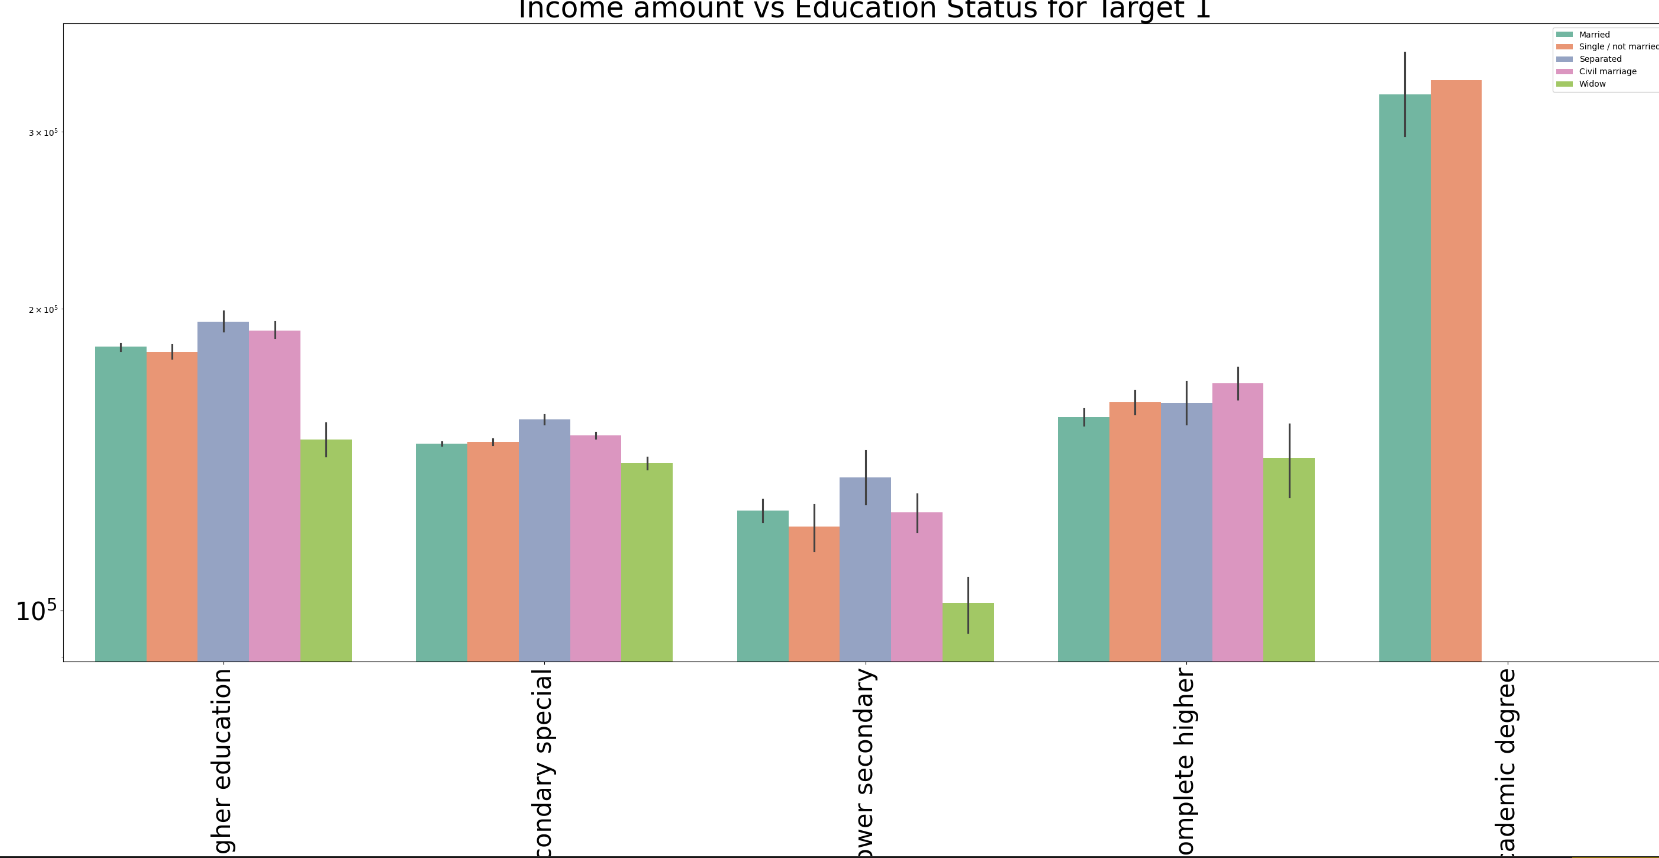 Income amount vs Education Status for Target 1
Married
Single / not married
Separated
Civil marriage
Widow
3 × 10⁵
2 × 10⁵
10⁵
gher education
condary special
ower secondary
omplete higher
cademic degree